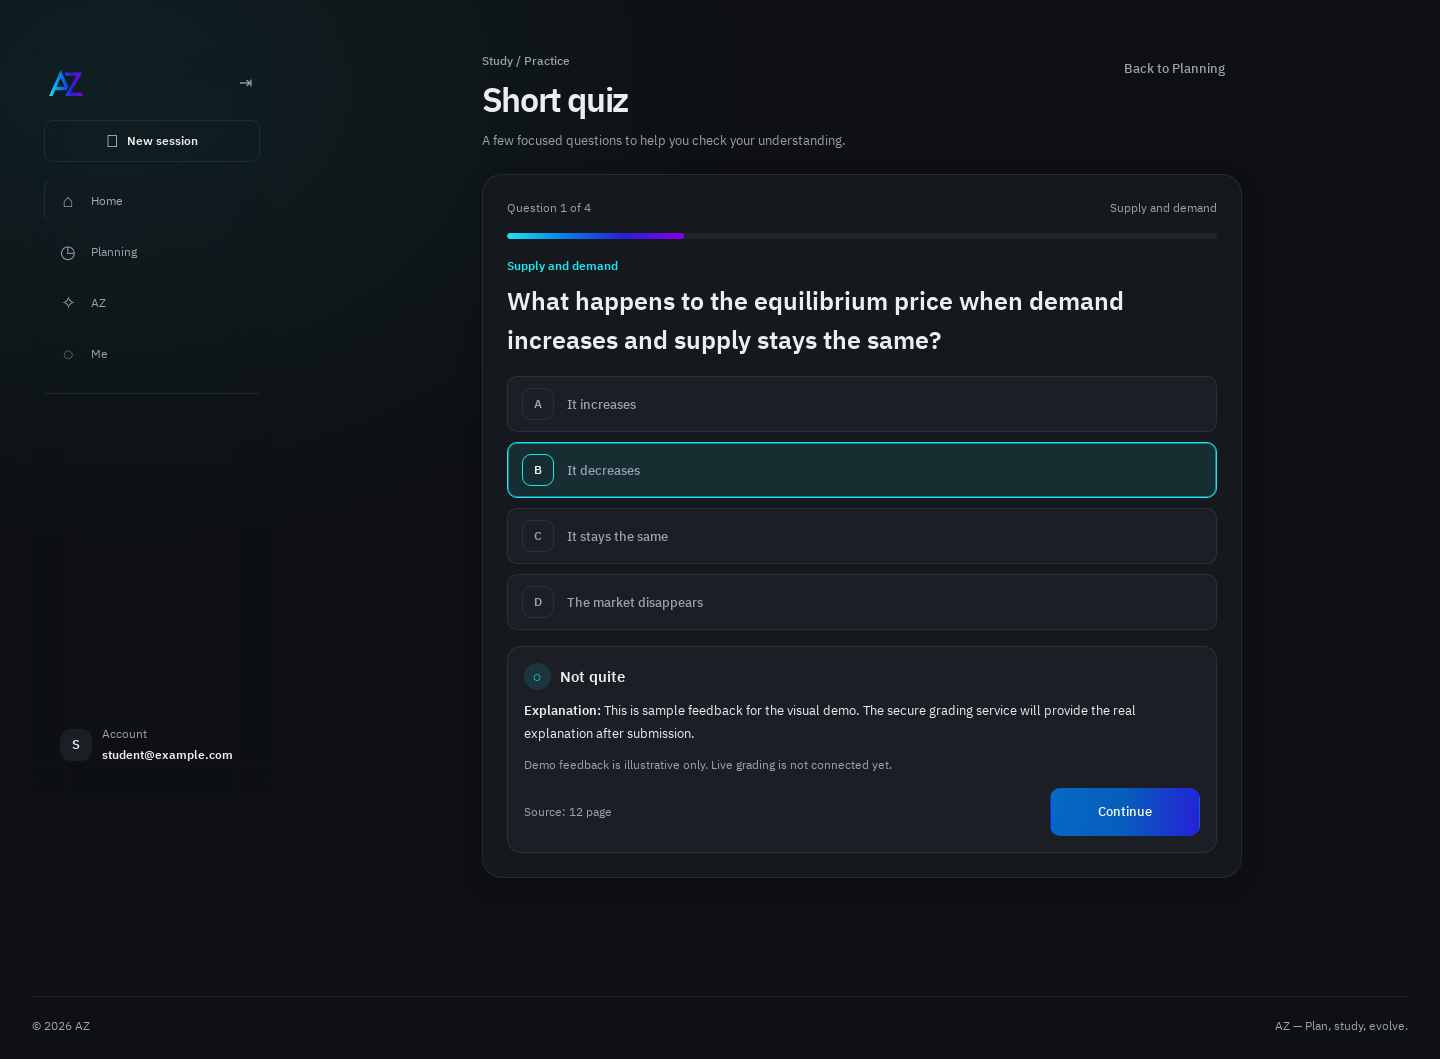 AZ
New session
Home
Planning
AZ
Me
S
Account
student@example.com
Study / Practice
Back to Planning
Short quiz
A few focused questions to help you check your understanding.
Question 1 of 4
Supply and demand
Supply and demand
What happens to the equilibrium price when demand
increases and supply stays the same?
A It increases
B It decreases
C It stays the same
D The market disappears
Not quite
Explanation: This is sample feedback for the visual demo. The secure grading service will provide the real
explanation after submission.
Demo feedback is illustrative only. Live grading is not connected yet.
Source: 12 page
Continue
© 2026 AZ
AZ — Plan, study, evolve.